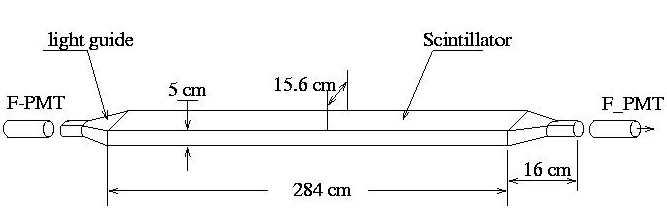 light guide
Scintillator
15.6 cm
5 cm
F-PMT
F_PMT
16 cm
284 cm